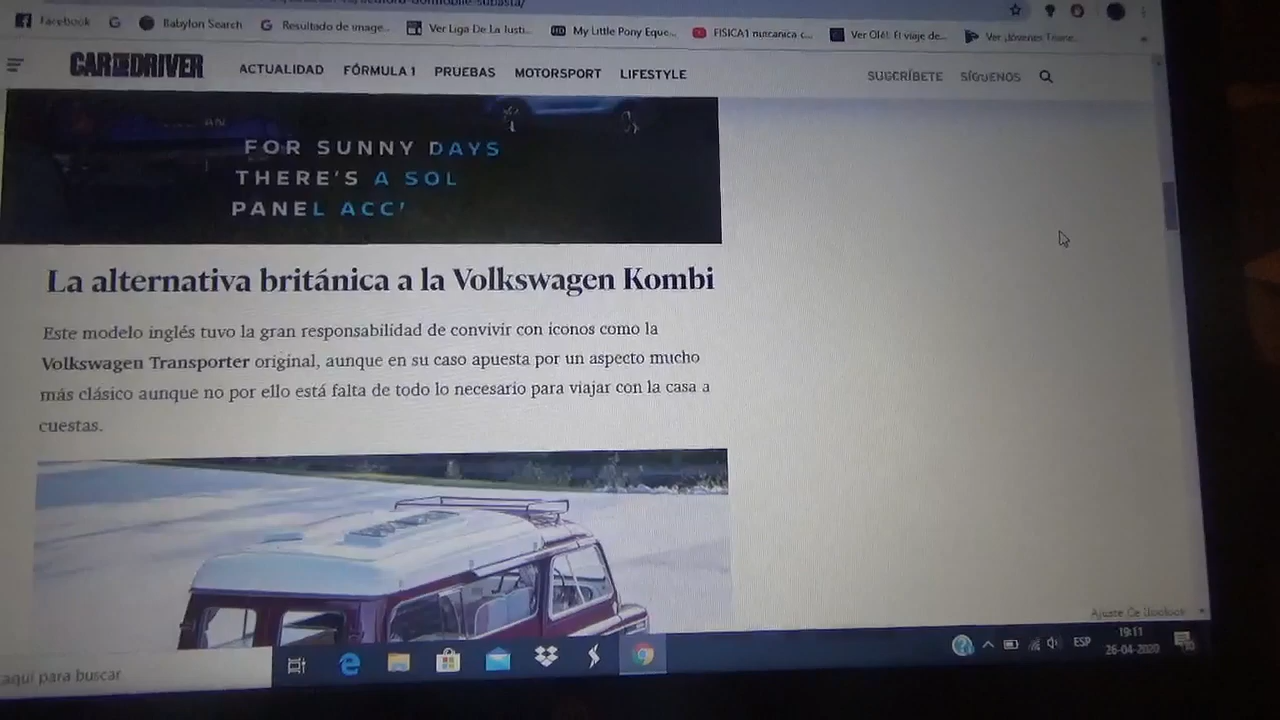 Facebook
Babylon Search
Resultado de image...
Ver Liga De La Justi...
My Little Pony Eque...
FISICA1 mecanica c...
Ver Olé! El viaje de...
CAR AND DRIVER
ACTUALIDAD
FÓRMULA 1
PRUEBAS
MOTORSPORT
LIFESTYLE
SUSCRÍBETE
SÍGUENOS
FOR SUNNY DAYS
THERE'S A SOL
PANEL ACC'
La alternativa británica a la Volkswagen Kombi
Este modelo inglés tuvo la gran responsabilidad de convivir con iconos como la
Volkswagen Transporter original, aunque en su caso apuesta por un aspecto mucho
más clásico aunque no por ello está falta de todo lo necesario para viajar con la casa a
cuestas.
aquí para buscar
ESP
19:11
26-04-2020